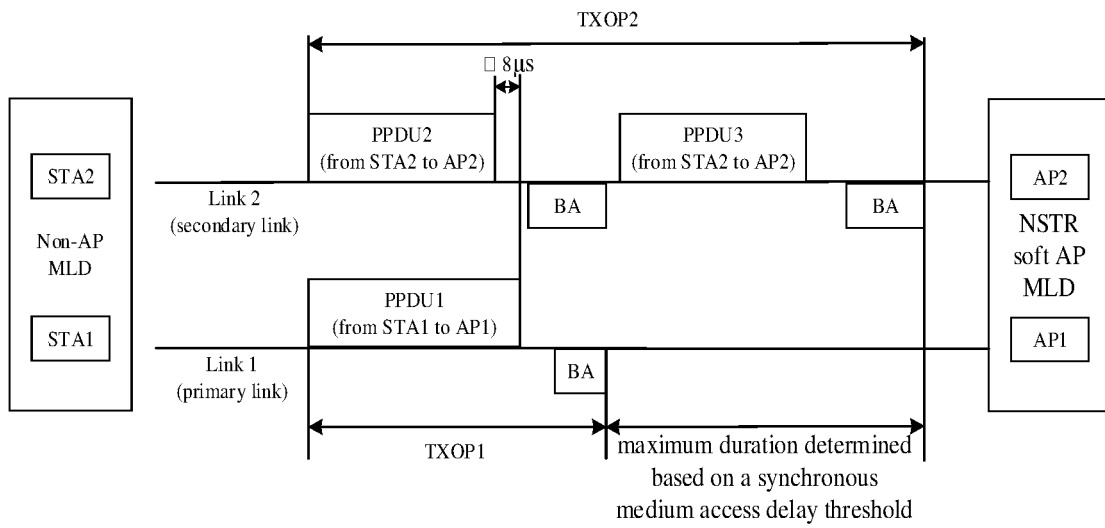 TXOP2
□ 8μs
PPDU2
(from STA2 to AP2)
PPDU3
(from STA2 to AP2)
STA2
AP2
Link 2
(secondary link)
BA
BA
Non-AP
MLD
NSTR
soft AP
MLD
PPDU1
(from STA1 to AP1)
STA1
AP1
Link 1
(primary link)
BA
TXOP1
maximum duration determined
based on a synchronous
medium access delay threshold